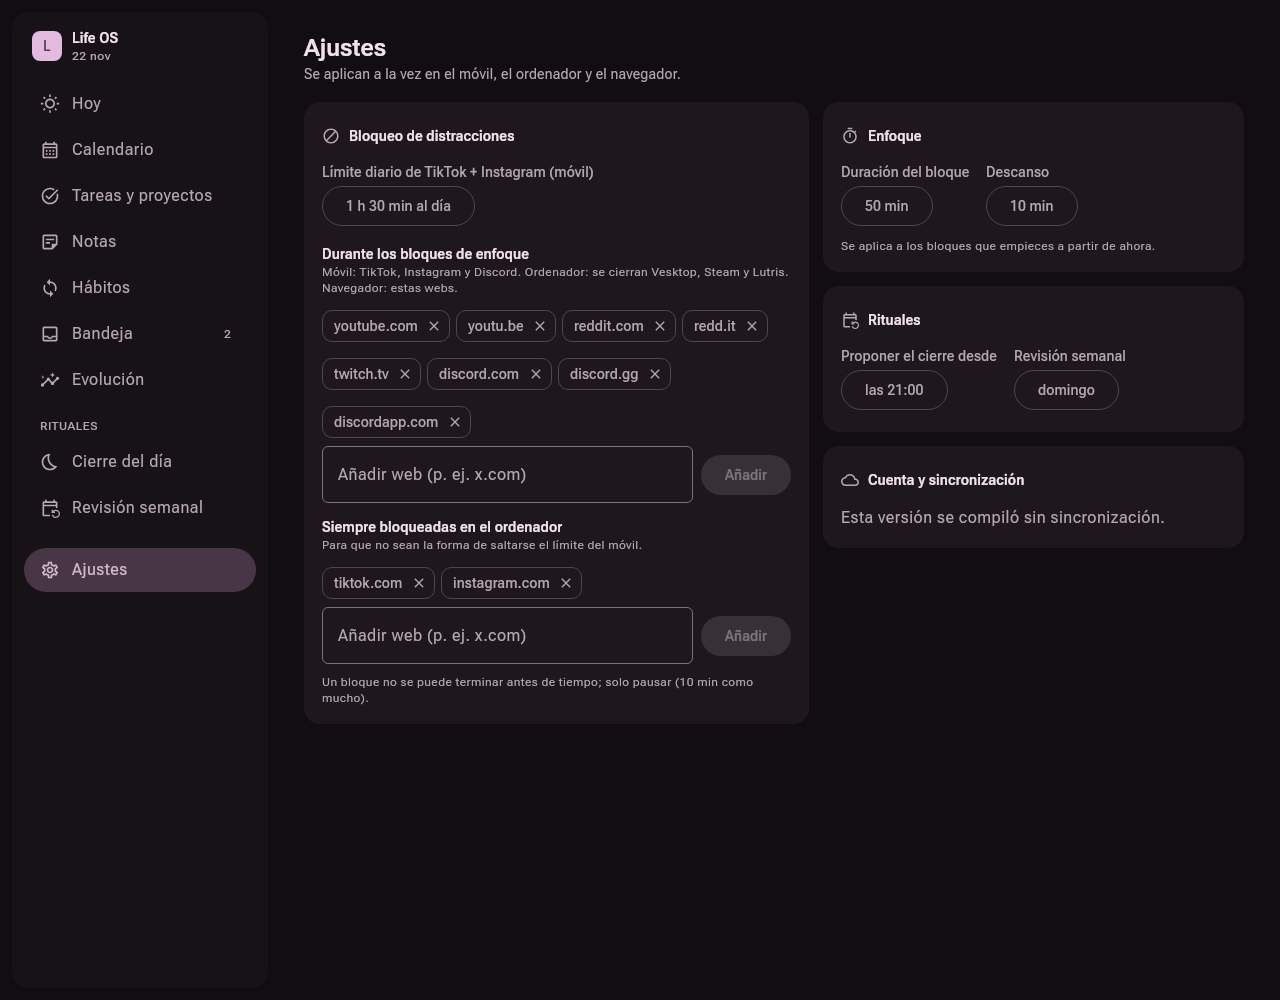 L
Life OS
22 nov
Hoy
Calendario
Tareas y proyectos
Notas
Hábitos
Bandeja 2
Evolución
RITUALES
Cierre del día
Revisión semanal
Ajustes
Ajustes
Se aplican a la vez en el móvil, el ordenador y el navegador.
Bloqueo de distracciones
Límite diario de TikTok + Instagram (móvil)
1 h 30 min al día
Durante los bloques de enfoque
Móvil: TikTok, Instagram y Discord. Ordenador: se cierran Vesktop, Steam y Lutris.
Navegador: estas webs.
youtube.com youtu.be reddit.com redd.it
twitch.tv discord.com discord.gg
discordapp.com
Añadir web (p. ej. x.com) Añadir
Siempre bloqueadas en el ordenador
Para que no sean la forma de saltarse el límite del móvil.
tiktok.com instagram.com
Añadir web (p. ej. x.com) Añadir
Un bloque no se puede terminar antes de tiempo; solo pausar (10 min como
mucho).
Enfoque
Duración del bloque Descanso
50 min 10 min
Se aplica a los bloques que empieces a partir de ahora.
Rituales
Proponer el cierre desde Revisión semanal
las 21:00 domingo
Cuenta y sincronización
Esta versión se compiló sin sincronización.